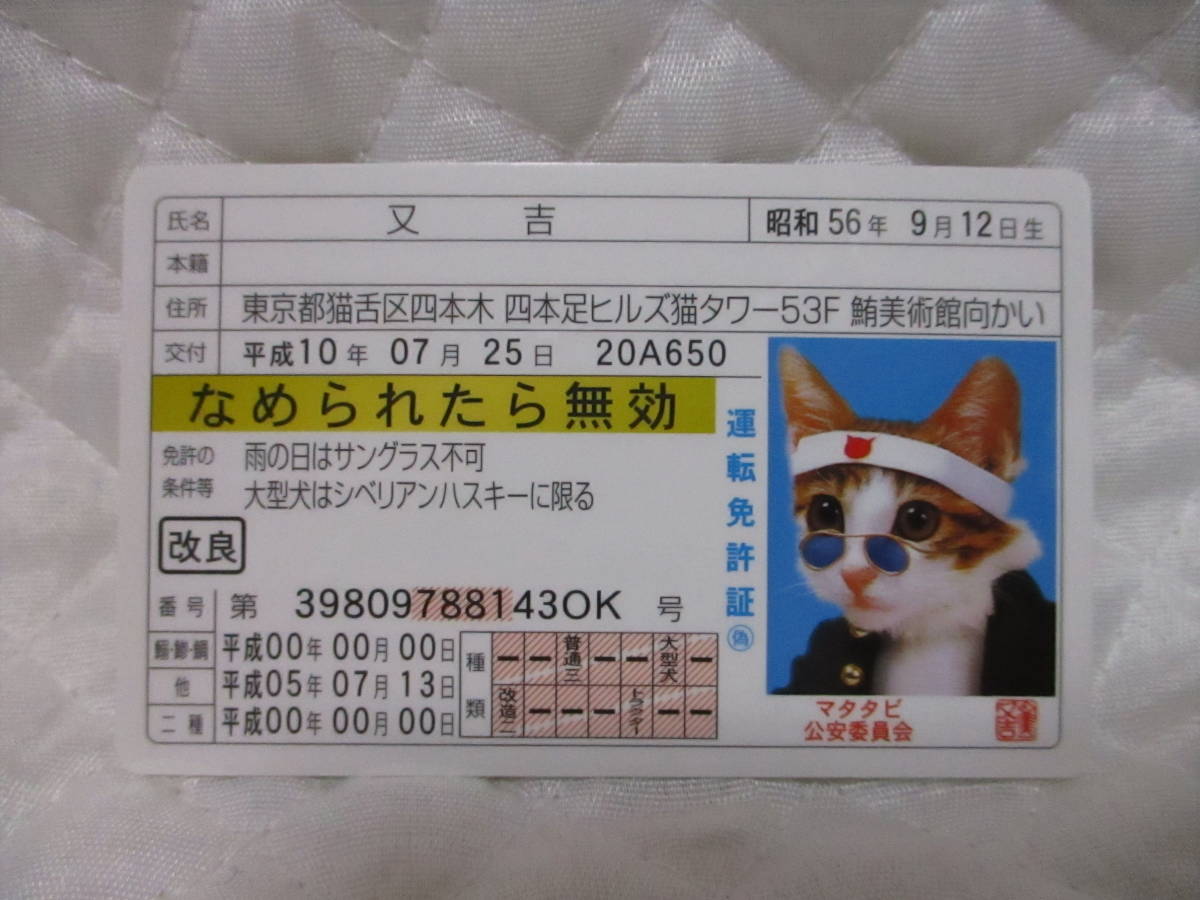 氏名 又吉 昭和56年 9月12日生
本籍
住所 東京都猫舌区四本木 四本足ヒルズ猫タワー53F 鮪美術館向かい
交付 平成10年 07月 25日 20A650
なめられたら無効
免許の条件等
雨の日はサングラス不可
大型犬はシベリアンハスキーに限る
改良
番号 第 39809788143OK 号
平成00年 00月 00日
他 平成05年 07月 13日
二種 平成00年 00月 00日
種類
普通三
大型犬
改造二
運転免許証
偽
マタタビ
公安委員会